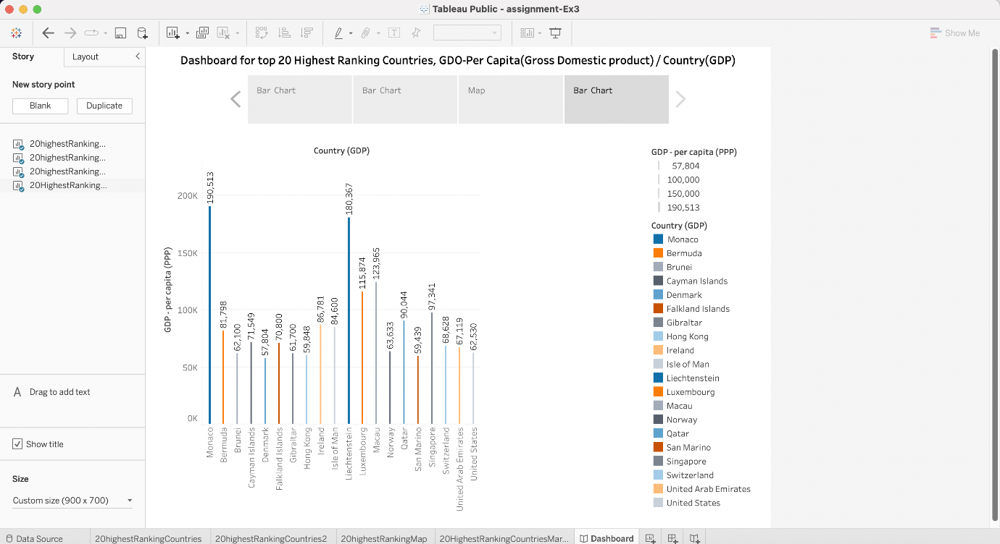 Tableau Public - assignment-Ex3
Show Me
Story
Layout
New story point
Blank
Duplicate
20highestRanking...
20highestRanking...
20highestRanking...
20HighestRanking...
A Drag to add text
Show title
Size
Custom size (900 x 700)
Dashboard for top 20 Highest Ranking Countries, GDO-Per Capita(Gross Domestic product) / Country(GDP)
Bar Chart
Bar Chart
Map
Bar Chart
Country (GDP)
GDP - per capita (PPP)
200K
150K
100K
50K
0K
190,513
81,798
62,100
71,549
57,804
70,800
61,700
59,848
86,781
84,600
180,367
115,874
123,965
63,633
90,044
59,439
97,341
68,628
67,119
62,530
Monaco
Bermuda
Brunei
Cayman Islands
Denmark
Falkland Islands
Gibraltar
Hong Kong
Ireland
Isle of Man
Liechtenstein
Luxembourg
Macau
Norway
Qatar
San Marino
Singapore
Switzerland
United Arab Emirates
United States
GDP - per capita (PPP)
57,804
100,000
150,000
190,513
Country (GDP)
Monaco
Bermuda
Brunei
Cayman Islands
Denmark
Falkland Islands
Gibraltar
Hong Kong
Ireland
Isle of Man
Liechtenstein
Luxembourg
Macau
Norway
Qatar
San Marino
Singapore
Switzerland
United Arab Emirates
United States
Data Source
20highestRankingCountries
20highestRankingCountries2
20highestRankingMap
20HighestRankingCountriesMar...
Dashboard